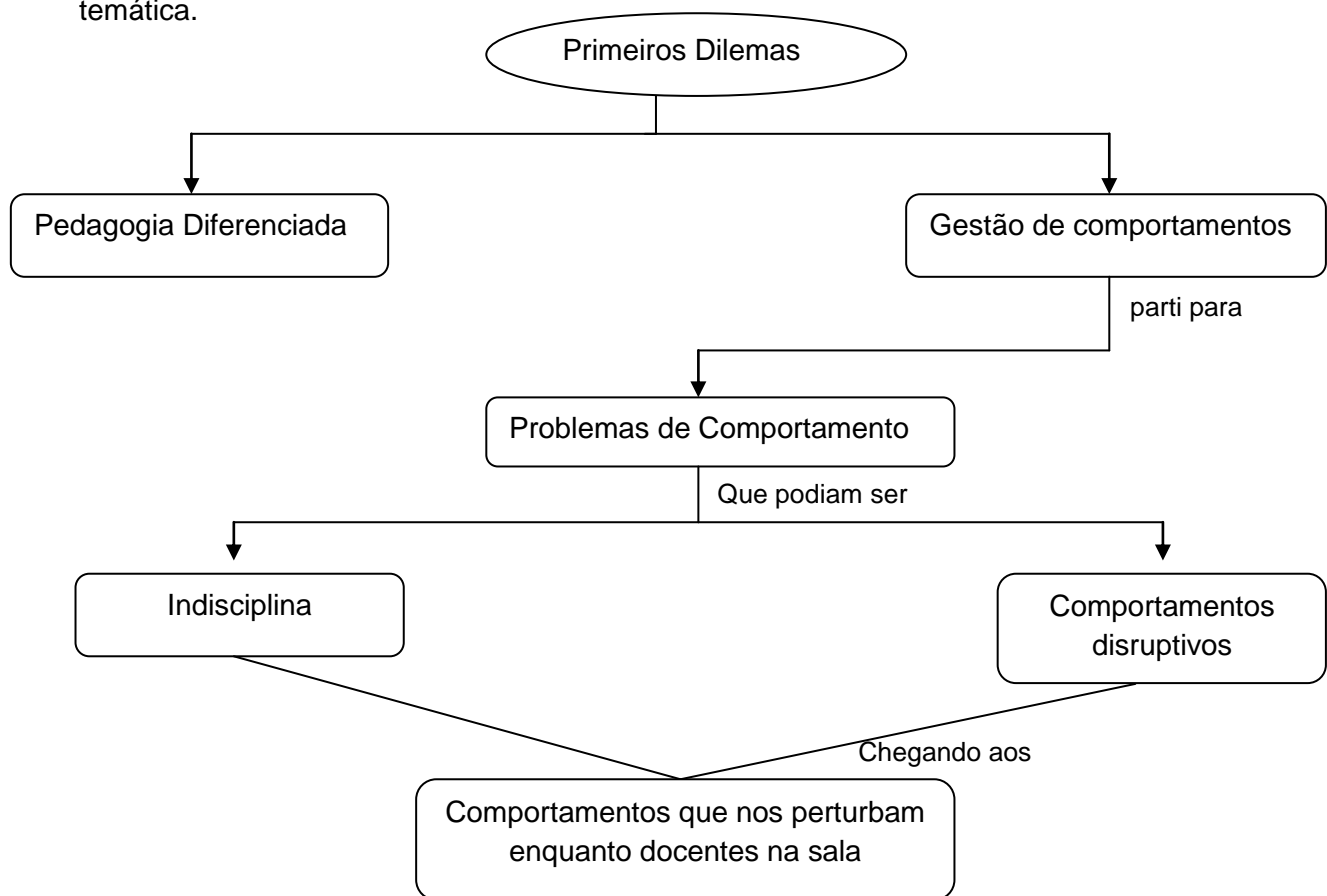 temática.
Primeiros Dilemas
Pedagogia Diferenciada
Gestão de comportamentos
parti para
Problemas de Comportamento
Que podiam ser
Indisciplina
Comportamentos
disruptivos
Chegando aos
Comportamentos que nos perturbam
enquanto docentes na sala